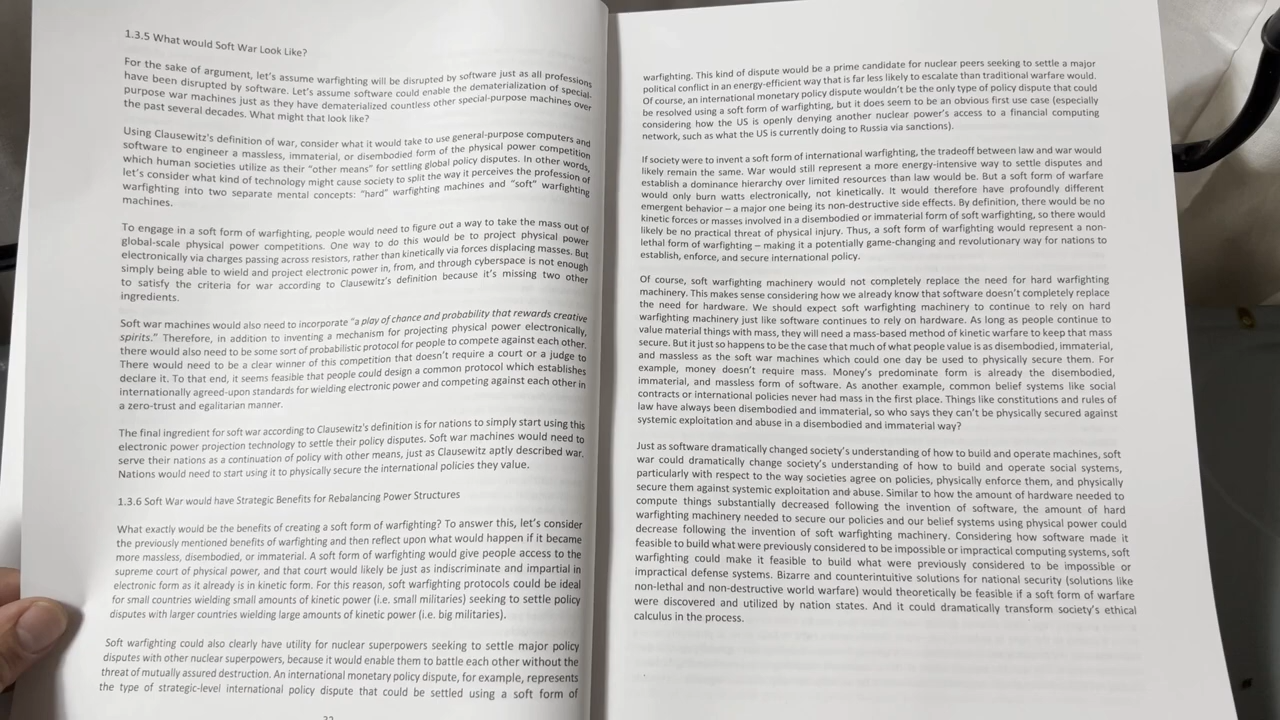 1.3.5 What would Soft War Look Like?
For the sake of argument, let's assume warfighting will be disrupted by software just as all professions
have been disrupted by software. Let's assume software could enable the dematerialization of special-
purpose war machines just as they have dematerialized countless other special-purpose machines over
the past several decades. What might that look like?
Using Clausewitz's definition of war, consider what it would take to use general-purpose computers and
software to engineer a massless, immaterial, or disembodied form of the physical power competition
which human societies utilize as their "other means" for settling global policy disputes. In other words,
let's consider what kind of technology might cause society to split the way it perceives the profession of
warfighting into two separate mental concepts: "hard" warfighting machines and "soft" warfighting
machines.
To engage in a soft form of warfighting, people would need to figure out a way to take the mass out of
global-scale physical power competitions. One way to do this would be to project physical power
electronically via charges passing across resistors, rather than kinetically via forces displacing masses. But
simply being able to wield and project electronic power in, from, and through cyberspace is not enough
to satisfy the criteria for war according to Clausewitz's definition because it's missing two other
ingredients.
Soft war machines would also need to incorporate "a play of chance and probability that rewards creative
spirits." Therefore, in addition to inventing a mechanism for projecting physical power electronically,
there would also need to be some sort of probabilistic protocol for people to compete against each other.
There would need to be a clear winner of this competition that doesn't require a court or a judge to
declare it. To that end, it seems feasible that people could design a common protocol which establishes
internationally agreed-upon standards for wielding electronic power and competing against each other in
a zero-trust and egalitarian manner.
The final ingredient for soft war according to Clausewitz's definition is for nations to simply start using this
electronic power projection technology to settle their policy disputes. Soft war machines would need to
serve their nations as a continuation of policy with other means, just as Clausewitz aptly described war.
Nations would need to start using it to physically secure the international policies they value.
1.3.6 Soft War would have Strategic Benefits for Rebalancing Power Structures
What exactly would be the benefits of creating a soft form of warfighting? To answer this, let's consider
the previously mentioned benefits of warfighting and then reflect upon what would happen if it became
more massless, disembodied, or immaterial. A soft form of warfighting would give people access to the
supreme court of physical power, and that court would likely be just as indiscriminate and impartial in
electronic form as it already is in kinetic form. For this reason, soft warfighting protocols could be ideal
for small countries wielding small amounts of kinetic power (i.e. small militaries) seeking to settle policy
disputes with larger countries wielding large amounts of kinetic power (i.e. big militaries).
Soft warfighting could also clearly have utility for nuclear superpowers seeking to settle major policy
disputes with other nuclear superpowers, because it would enable them to battle each other without the
threat of mutually assured destruction. An international monetary policy dispute, for example, represents
the type of strategic-level international policy dispute that could be settled using a soft form of
warfighting. This kind of dispute would be a prime candidate for nuclear peers seeking to settle a major
political conflict in an energy-efficient way that is far less likely to escalate than traditional warfare would.
Of course, an international monetary policy dispute wouldn't be the only type of policy dispute that could
be resolved using a soft form of warfighting, but it does seem to be an obvious first use case (especially
considering how the US is openly denying another nuclear power's access to a financial computing
network, such as what the US is currently doing to Russia via sanctions).
If society were to invent a soft form of international warfighting, the tradeoff between law and war would
likely remain the same. War would still represent a more energy-intensive way to settle disputes and
establish a dominance hierarchy over limited resources than law would be. But a soft form of warfare
would only burn watts electronically, not kinetically. It would therefore have profoundly different
emergent behavior – a major one being its non-destructive side effects. By definition, there would be no
kinetic forces or masses involved in a disembodied or immaterial form of soft warfighting, so there would
likely be no practical threat of physical injury. Thus, a soft form of warfighting would represent a non-
lethal form of warfighting – making it a potentially game-changing and revolutionary way for nations to
establish, enforce, and secure international policy.
Of course, soft warfighting machinery would not completely replace the need for hard warfighting
machinery. This makes sense considering how we already know that software doesn't completely replace
the need for hardware. We should expect soft warfighting machinery to continue to rely on hard
warfighting machinery just like software continues to rely on hardware. As long as people continue to
value material things with mass, they will need a mass-based method of kinetic warfare to keep that mass
secure. But it just so happens to be the case that much of what people value is as disembodied, immaterial,
and massless as the soft war machines which could one day be used to physically secure them. For
example, money doesn't require mass. Money's predominate form is already the disembodied,
immaterial, and massless form of software. As another example, common belief systems like social
contracts or international policies never had mass in the first place. Things like constitutions and rules of
law have always been disembodied and immaterial, so who says they can't be physically secured against
systemic exploitation and abuse in a disembodied and immaterial way?
Just as software dramatically changed society's understanding of how to build and operate machines, soft
war could dramatically change society's understanding of how to build and operate social systems,
particularly with respect to the way societies agree on policies, physically enforce them, and physically
secure them against systemic exploitation and abuse. Similar to how the amount of hardware needed to
compute things substantially decreased following the invention of software, the amount of hard
warfighting machinery needed to secure our policies and our belief systems using physical power could
decrease following the invention of soft warfighting machinery. Considering how software made it
feasible to build what were previously considered to be impossible or impractical computing systems, soft
warfighting could make it feasible to build what were previously considered to be impossible or
impractical defense systems. Bizarre and counterintuitive solutions for national security (solutions like
non-lethal and non-destructive world warfare) would theoretically be feasible if a soft form of warfare
were discovered and utilized by nation states. And it could dramatically transform society's ethical
calculus in the process.